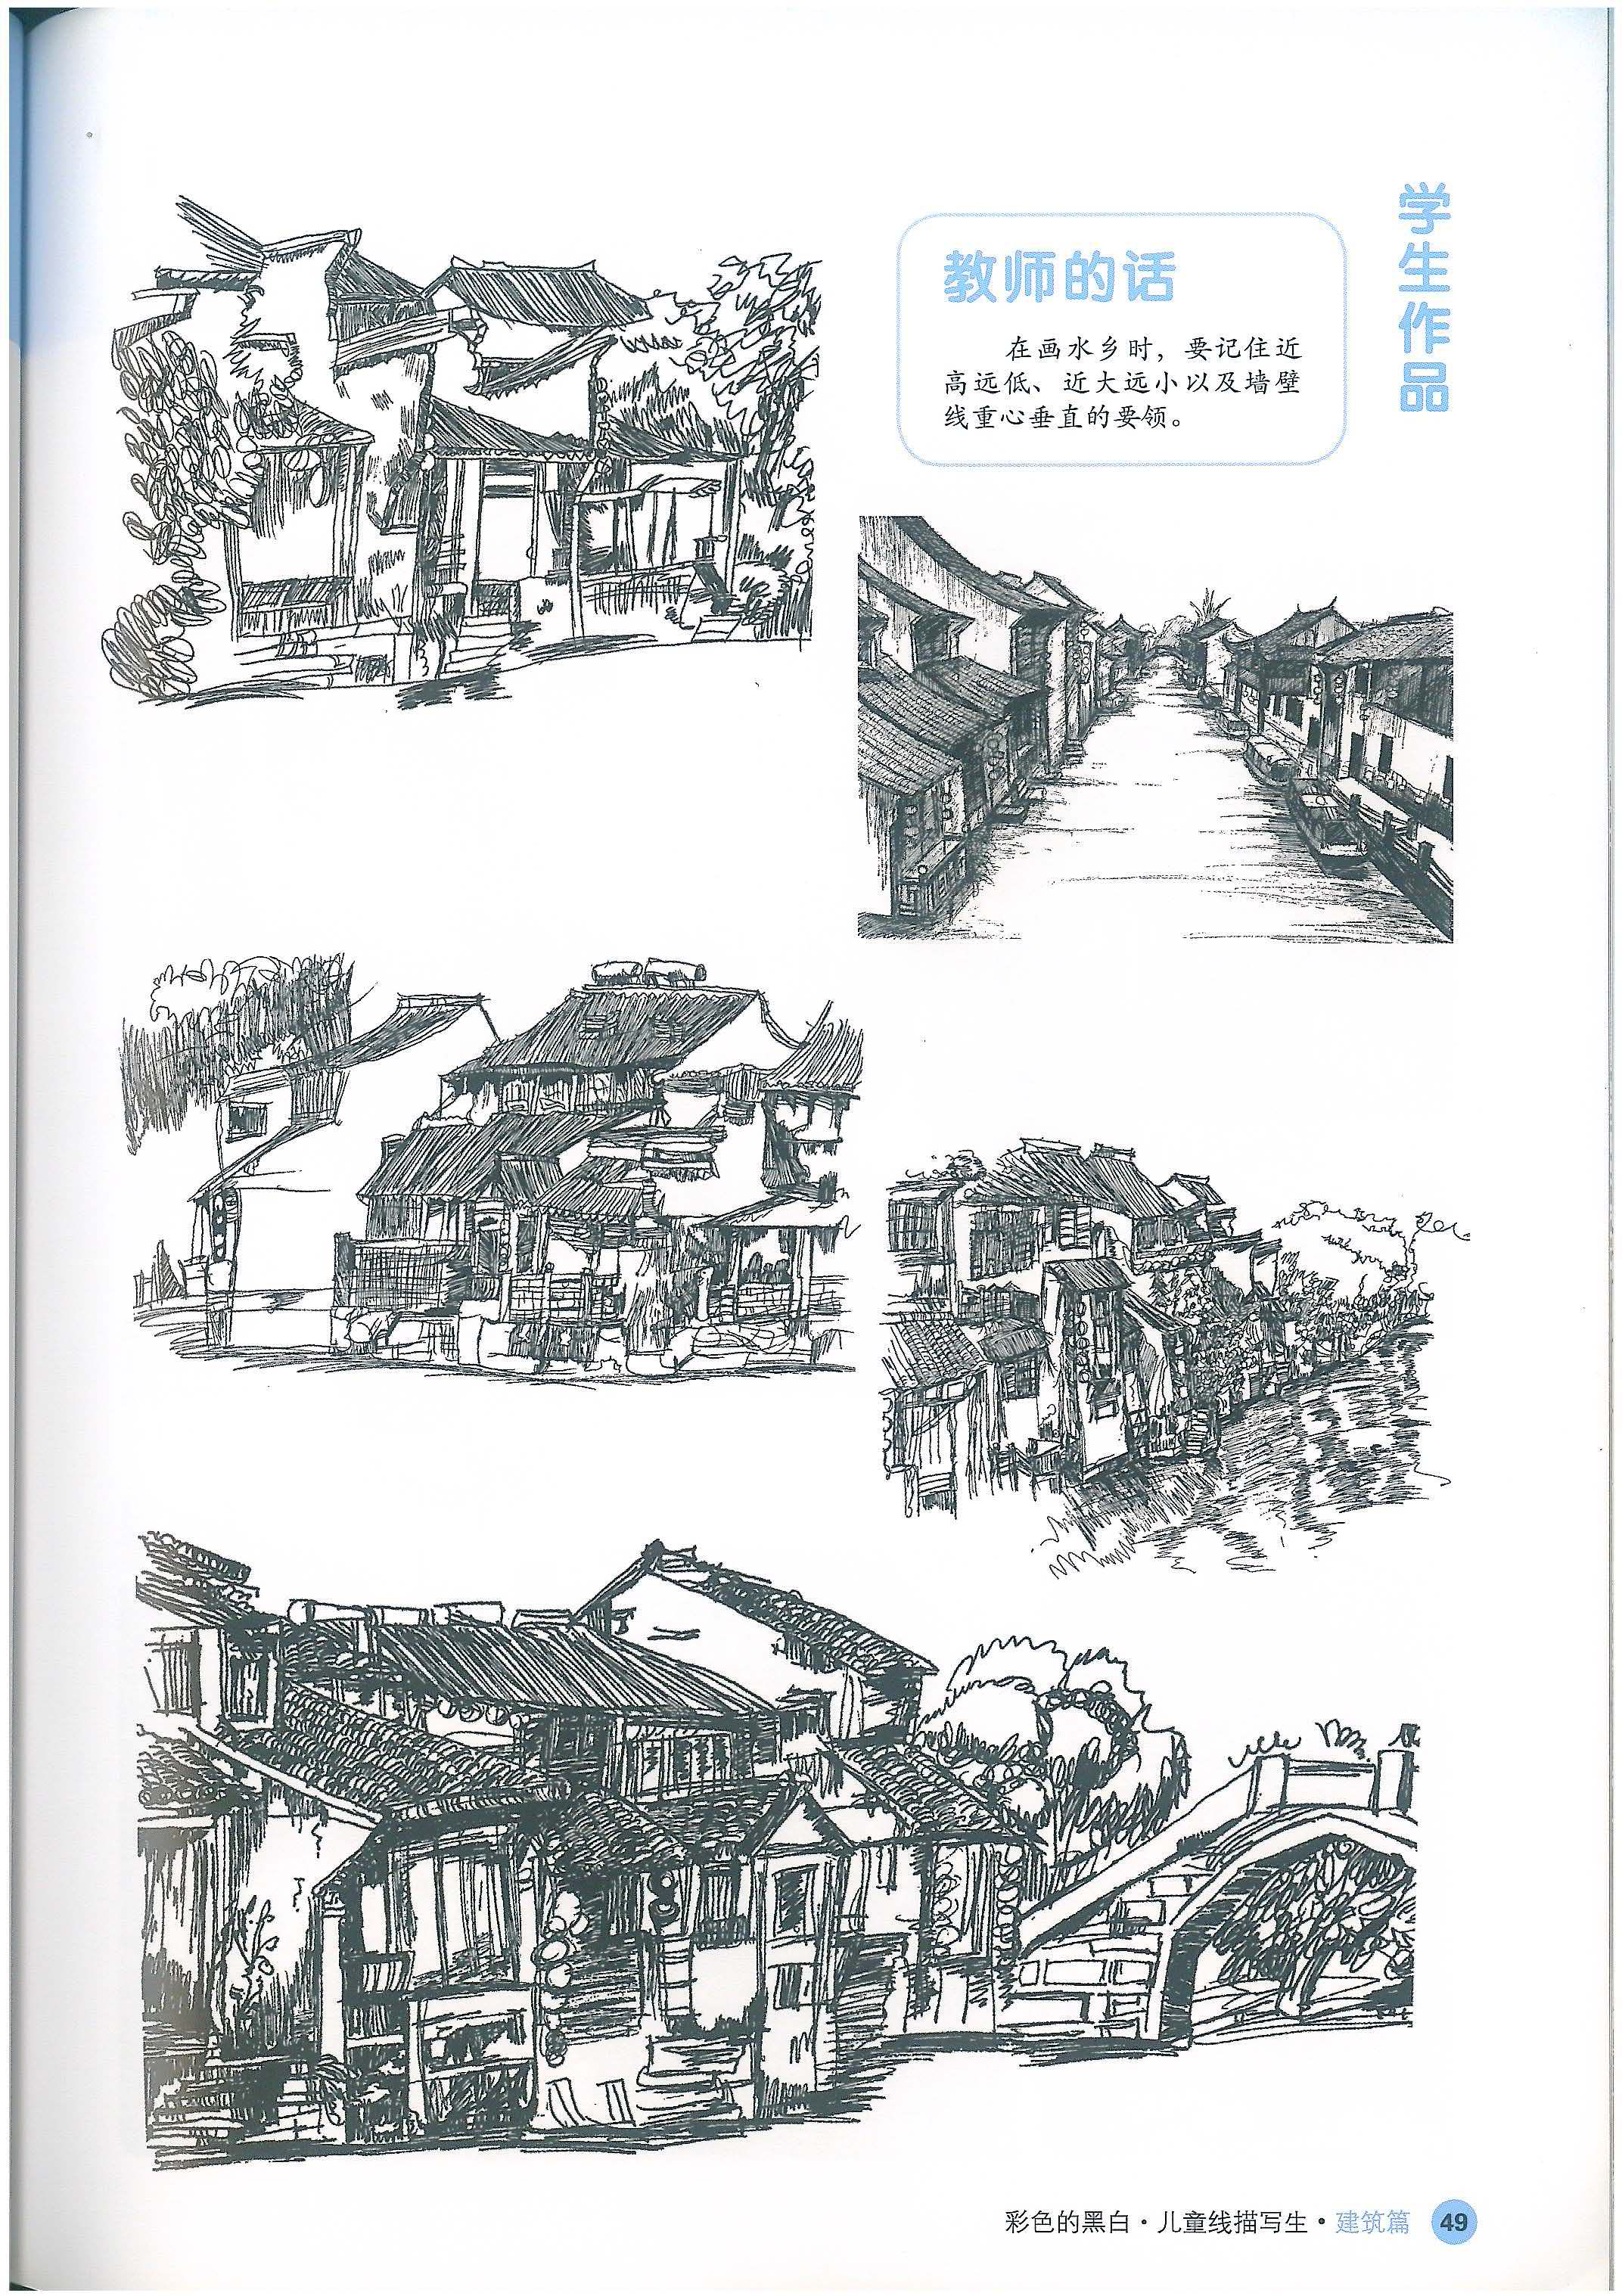 学生作品
教师的话
在画水乡时，要记住近
高远低、近大远小以及墙壁
线重心垂直的要领。
彩色的黑白·儿童线描写生·建筑篇 49